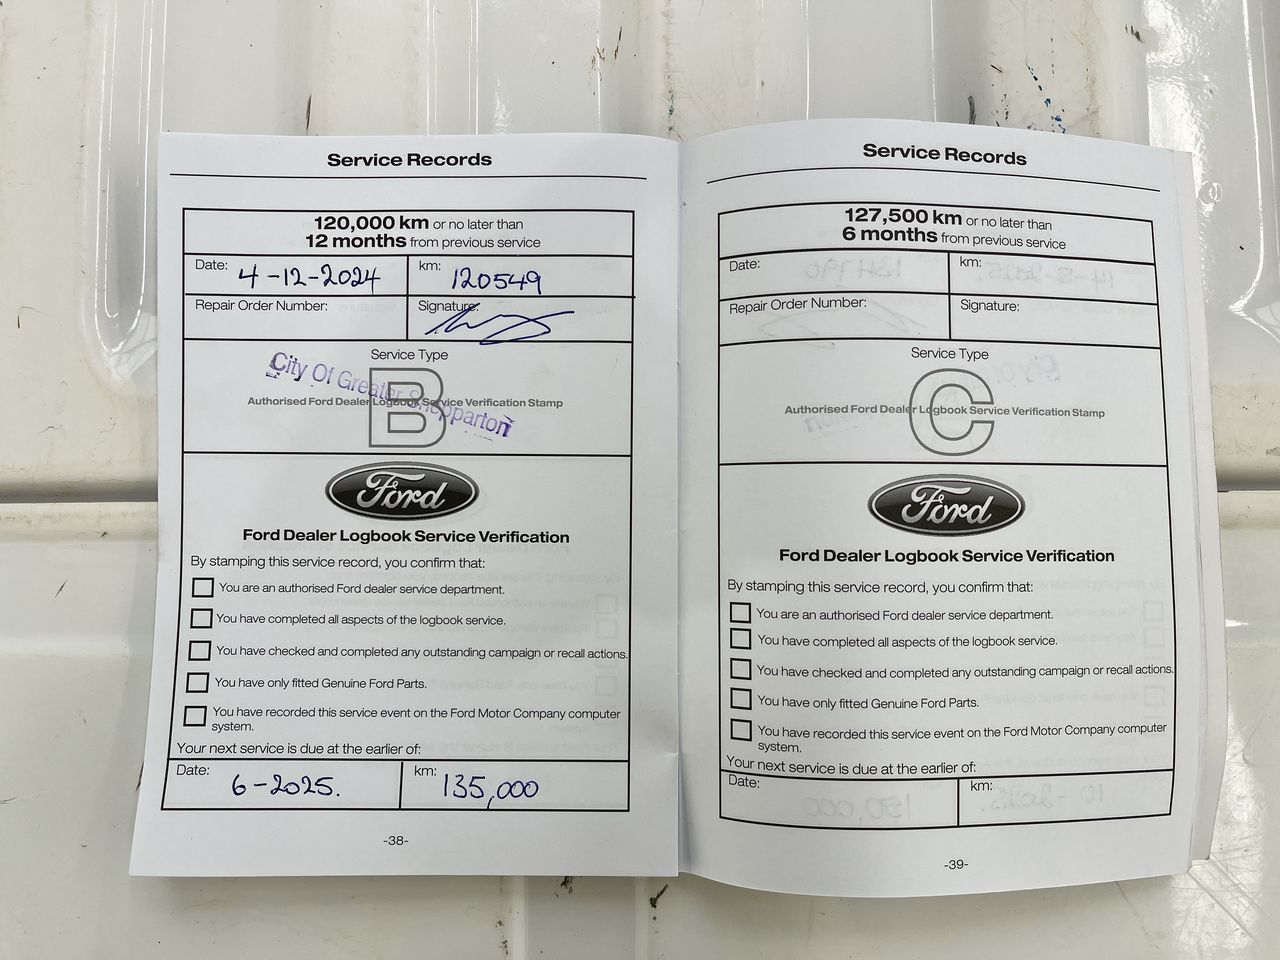 Service Records
120,000 km or no later than
12 months from previous service
Date: 4-12-2024
km: 120549
Repair Order Number:
Signature:
Service Type
B
City Of Greater Shepparton
Authorised Ford Dealer Logbook Service Verification Stamp
Ford
Ford Dealer Logbook Service Verification
By stamping this service record, you confirm that:
You are an authorised Ford dealer service department.
You have completed all aspects of the logbook service.
You have checked and completed any outstanding campaign or recall actions.
You have only fitted Genuine Ford Parts.
You have recorded this service event on the Ford Motor Company computer
system.
Your next service is due at the earlier of:
Date: 6-2025.
km: 135,000
-38-
Service Records
127,500 km or no later than
6 months from previous service
Date:
km:
Repair Order Number:
Signature:
Service Type
C
Authorised Ford Dealer Logbook Service Verification Stamp
Ford
Ford Dealer Logbook Service Verification
By stamping this service record, you confirm that:
You are an authorised Ford dealer service department.
You have completed all aspects of the logbook service.
You have checked and completed any outstanding campaign or recall actions.
You have only fitted Genuine Ford Parts.
You have recorded this service event on the Ford Motor Company computer
system.
Your next service is due at the earlier of:
Date:
km:
-39-